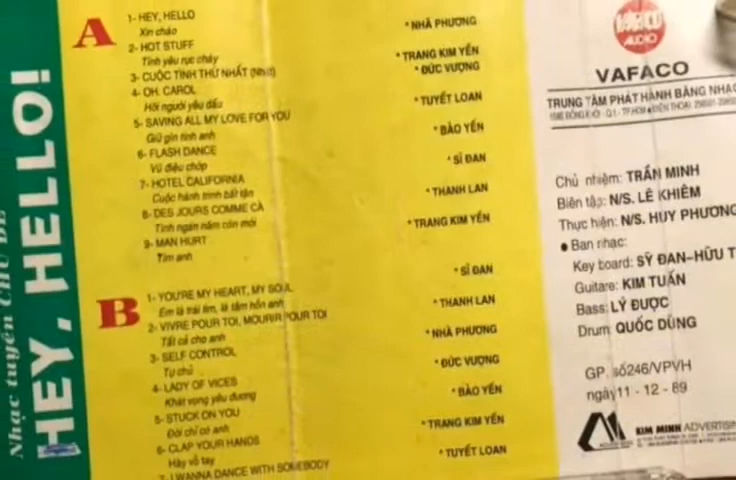 Nhạc tuyển CHỦ ĐỀ
HEY, HELLO!
A
1- HEY, HELLO
Xin chào
* NHÃ PHƯƠNG
2- HOT STUFF
Tình yêu rực cháy
* TRANG KIM YẾN
3- CUỘC TÌNH THỨ NHẤT (Nhạt)
* ĐỨC VƯỢNG
4- OH, CAROL
Hỡi người yêu dấu
* TUYẾT LOAN
5- SAVING ALL MY LOVE FOR YOU
Giữ gìn tình anh
* BẢO YẾN
6- FLASH DANCE
Vũ điệu chớp
* SĨ ĐAN
7- HOTEL CALIFORNIA
Cuộc hành trình bất tận
* THANH LAN
8- DES JOURS COMME CA
Tình ngàn năm còn mới
* TRANG KIM YẾN
9- MAN HURT
Tìm anh
* SĨ ĐAN
B
1- YOU'RE MY HEART, MY SOUL
Em là trái tim, là tâm hồn anh
* THANH LAN
2- VIVRE POUR TOI, MOURIR POUR TOI
Tất cả cho anh
* NHÃ PHƯƠNG
3- SELF CONTROL
Tự chủ
* ĐỨC VƯỢNG
4- LADY OF VICES
Khát vọng yêu đương
* BẢO YẾN
5- STUCK ON YOU
Đời chỉ có anh
* TRANG KIM YẾN
6- CLAP YOUR HANDS
Hãy vỗ tay
* TUYẾT LOAN
7- I WANNA DANCE WITH SOMEBODY
AUDIO
VAFACO
TRUNG TÂM PHÁT HÀNH BĂNG NHẠC
Chủ nhiệm: TRẦN MINH
Biên tập: N/S. LÊ KHIÊM
Thực hiện: N/S. HUY PHƯƠNG
● Ban nhạc:
Key board: SỸ ĐAN-HỮU T
Guitare: KIM TUẤN
Bass: LÝ ĐƯỢC
Drum: QUỐC DŨNG
GP. số246/VPVH
ngày11 - 12 - 89
KIM MINH ADVERTISIN